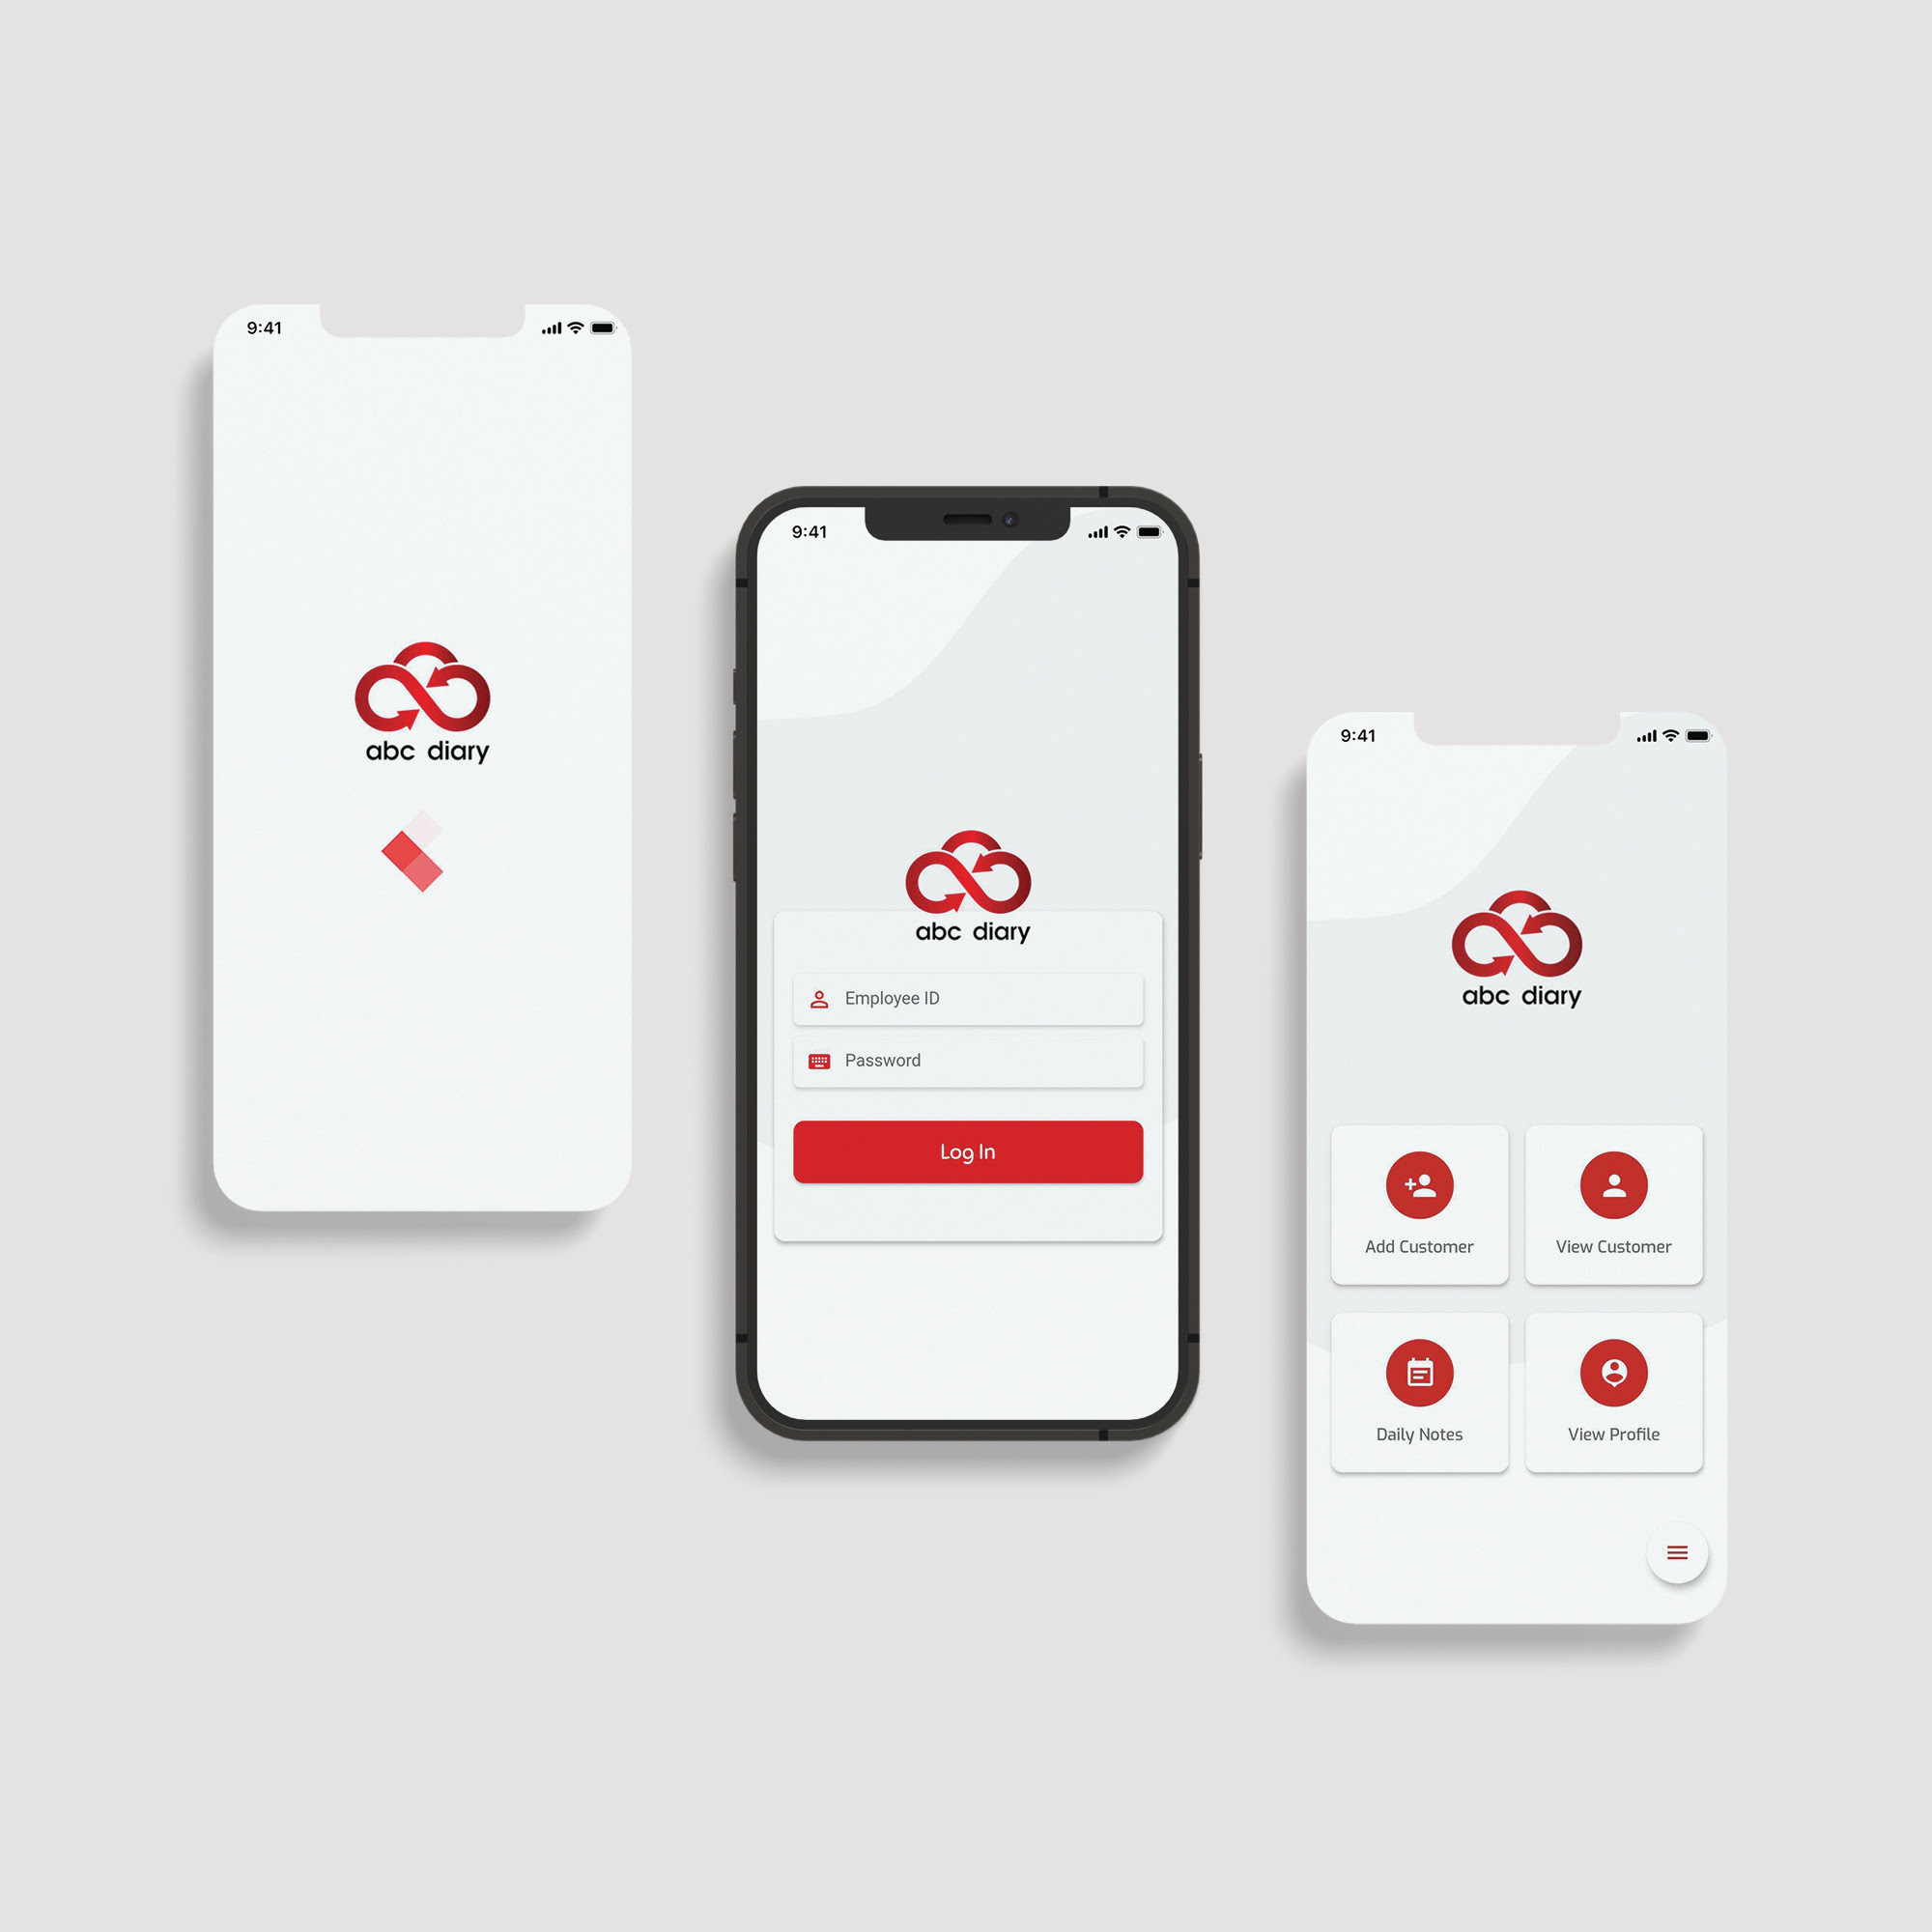 9:41
abc diary
9:41
abc diary
Employee ID
Password
Log In
9:41
abc diary
Add Customer
View Customer
Daily Notes
View Profile